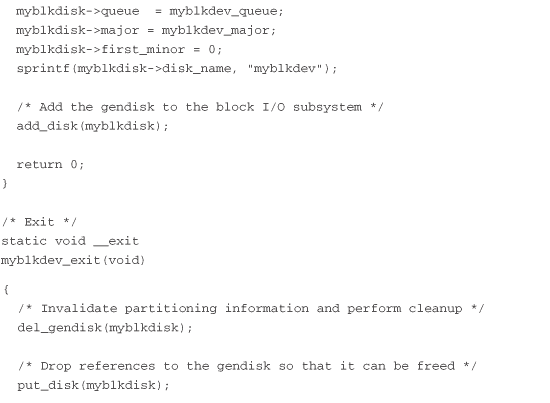 myblkdisk->queue  = myblkdev_queue;
myblkdisk->major = myblkdev_major;
myblkdisk->first_minor = 0;
sprintf(myblkdisk->disk_name, "myblkdev");
/* Add the gendisk to the block I/O subsystem */
add_disk(myblkdisk);
return 0;
}
/* Exit */
static void __exit
myblkdev_exit(void)
{
/* Invalidate partitioning information and perform cleanup */
del_gendisk(myblkdisk);
/* Drop references to the gendisk so that it can be freed */
put_disk(myblkdisk);